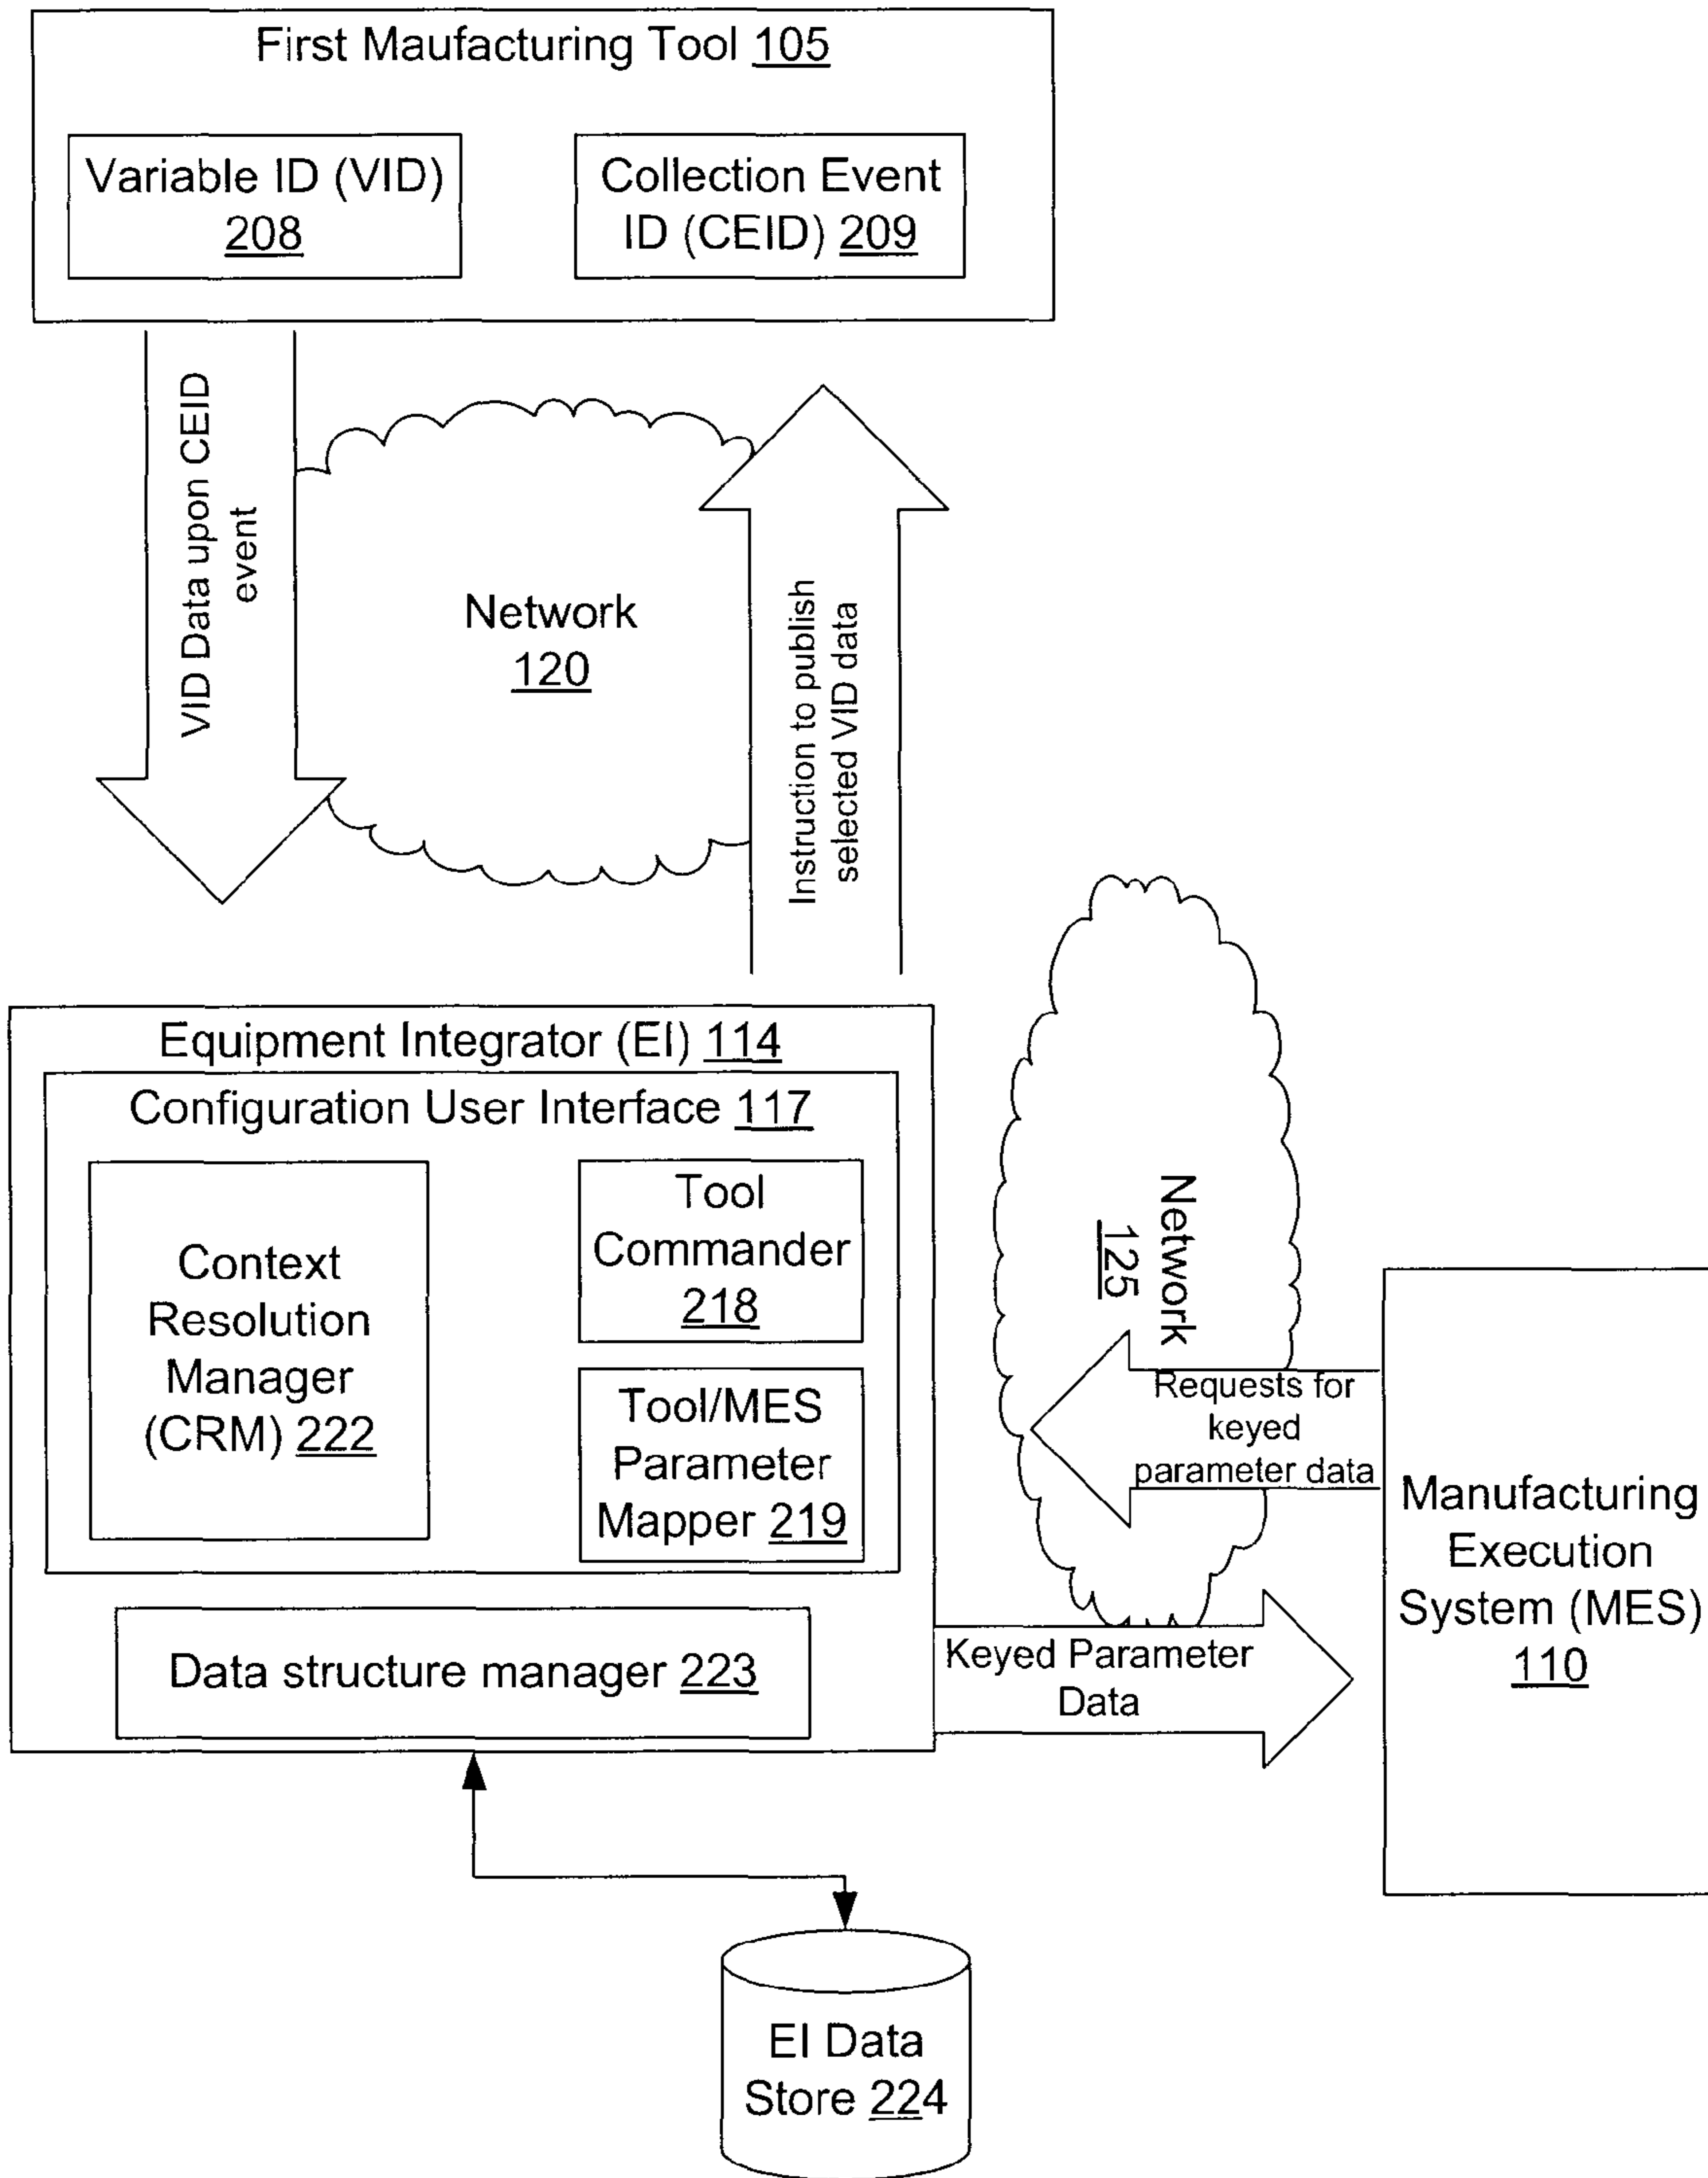 First Maufacturing Tool 105
Variable ID (VID)
208
Collection Event
ID (CEID) 209
VID Data upon CEID
event
Network
120
Instruction to publish
selected VID data
Equipment Integrator (EI) 114
Configuration User Interface 117
Context
Resolution
Manager
(CRM) 222
Tool
Commander
218
Tool/MES
Parameter
Mapper 219
Data structure manager 223
Network
125
Requests for
keyed
parameter data
Keyed Parameter
Data
Manufacturing
Execution
System (MES)
110
EI Data
Store 224